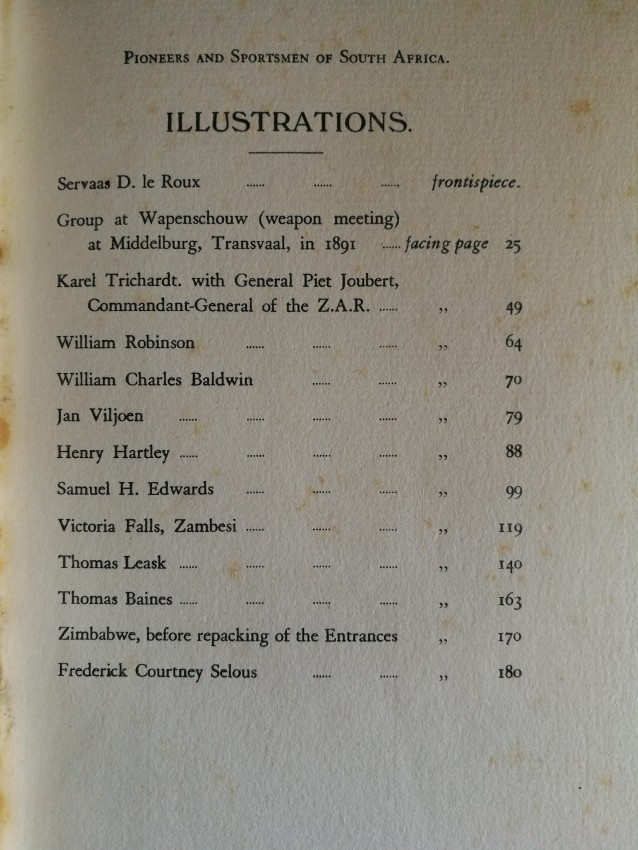 Pioneers and Sportsmen of South Africa.
ILLUSTRATIONS.
Servaas D. le Roux ...... ...... ...... frontispiece.
Group at Wapenschouw (weapon meeting)
at Middelburg, Transvaal, in 1891 ...... facing page 25
Karel Trichardt. with General Piet Joubert,
Commandant-General of the Z.A.R. ...... ,, 49
William Robinson ...... ...... ...... ,, 64
William Charles Baldwin ...... ...... ,, 70
Jan Viljoen ...... ...... ...... ...... ,, 79
Henry Hartley ...... ...... ...... ...... ,, 88
Samuel H. Edwards ...... ...... ...... ,, 99
Victoria Falls, Zambesi ...... ...... ...... ,, 119
Thomas Leask ...... ...... ...... ...... ,, 140
Thomas Baines ...... ...... ...... ...... ,, 163
Zimbabwe, before repacking of the Entrances ,, 170
Frederick Courtney Selous ...... ...... ,, 180